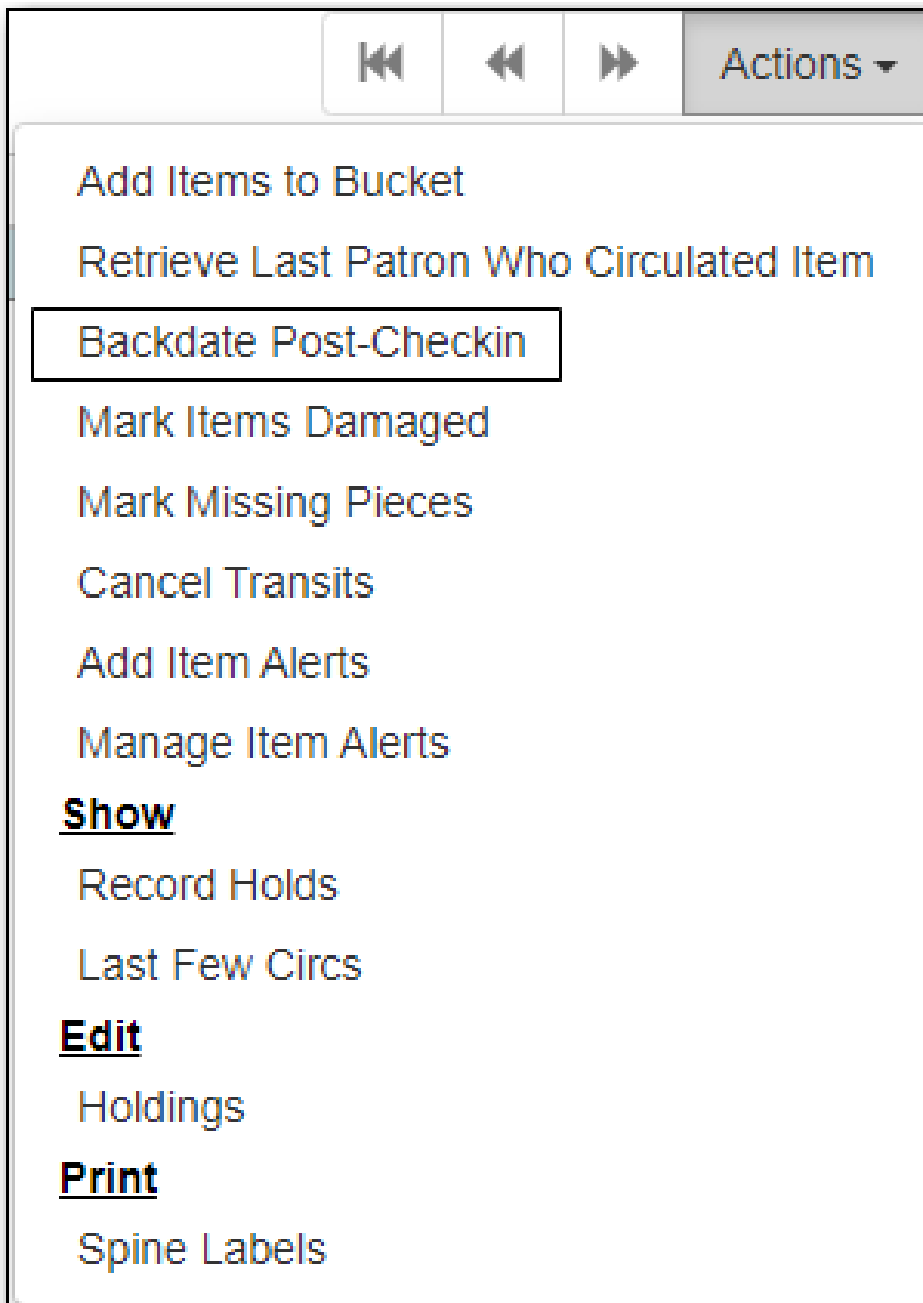 Actions
Add Items to Bucket
Retrieve Last Patron Who Circulated Item
Backdate Post-Checkin
Mark Items Damaged
Mark Missing Pieces
Cancel Transits
Add Item Alerts
Manage Item Alerts
Show
Record Holds
Last Few Circs
Edit
Holdings
Print
Spine Labels